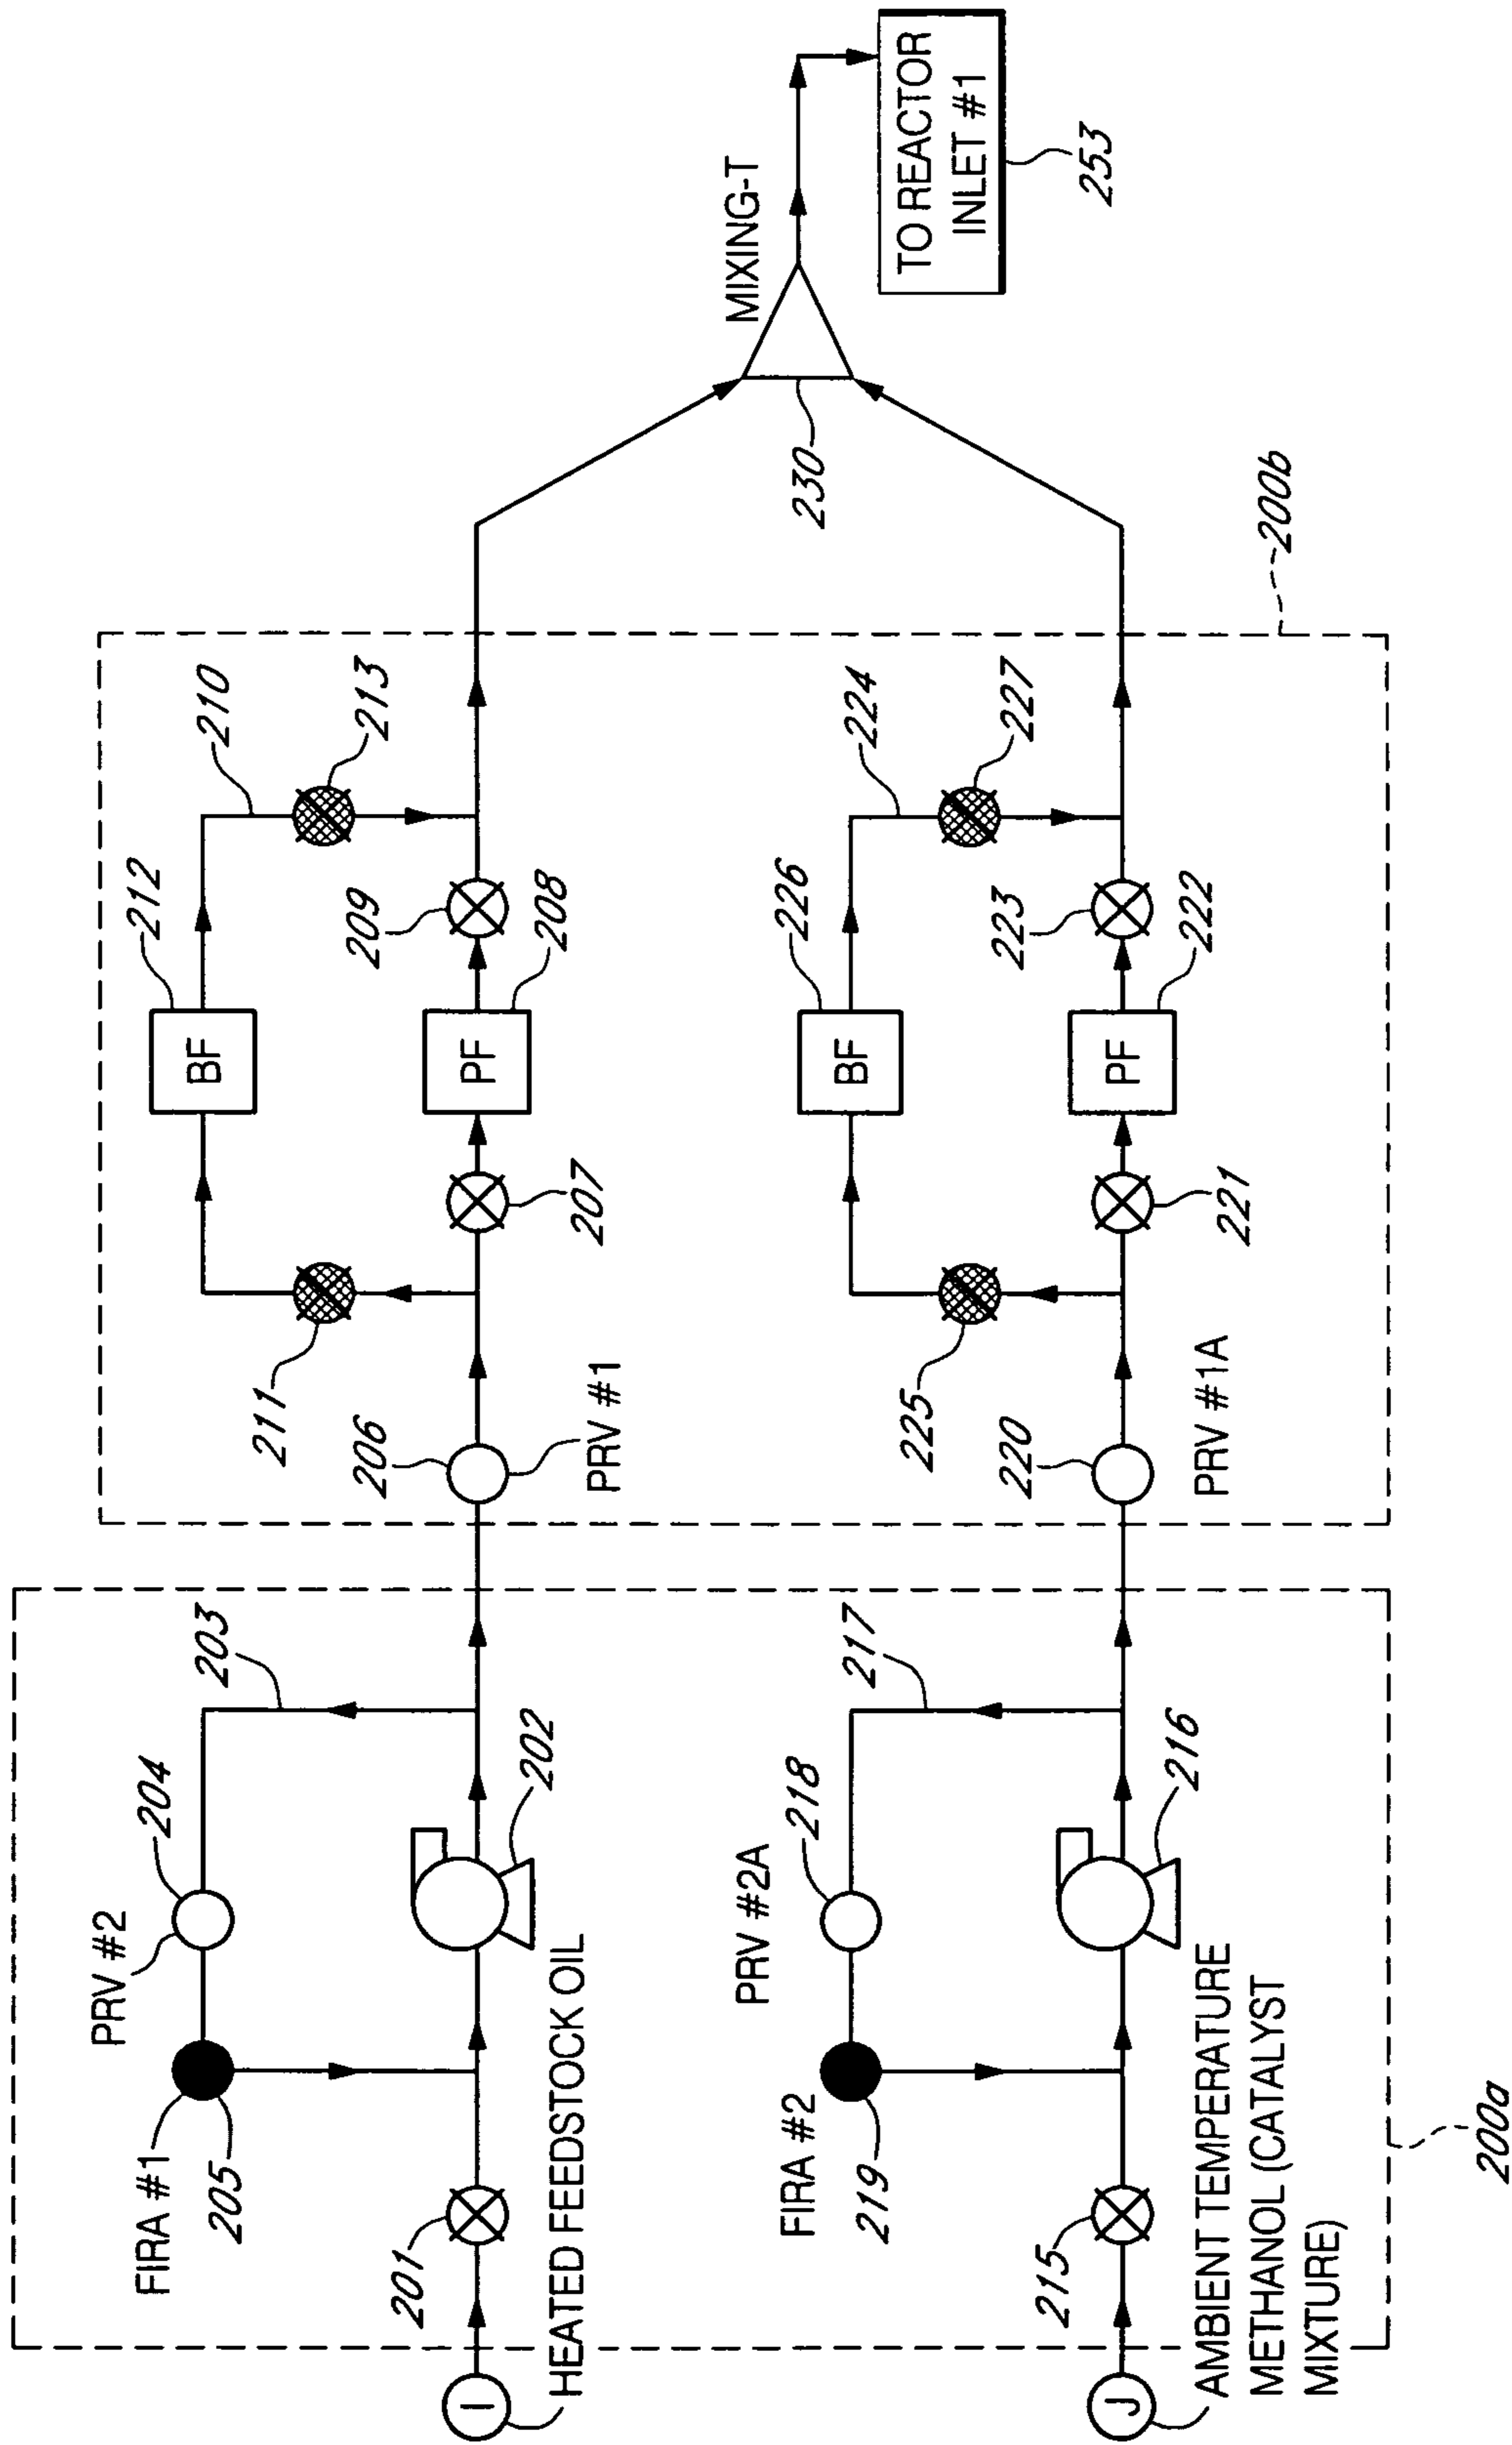 MIXING-T
TO REACTOR
INLET #1
253
230
200b
210
213
212
209
208
BF
PF
207
211
206
PRV #1
224
227
226
223
222
BF
PF
221
225
220
PRV #1A
203
204
PRV #2
202
FIRA #1
205
201
I
HEATED FEEDSTOCK OIL
217
218
PRV #2A
216
FIRA #2
219
215
J
AMBIENT TEMPERATURE
METHANOL (CATALYST
MIXTURE)
200a